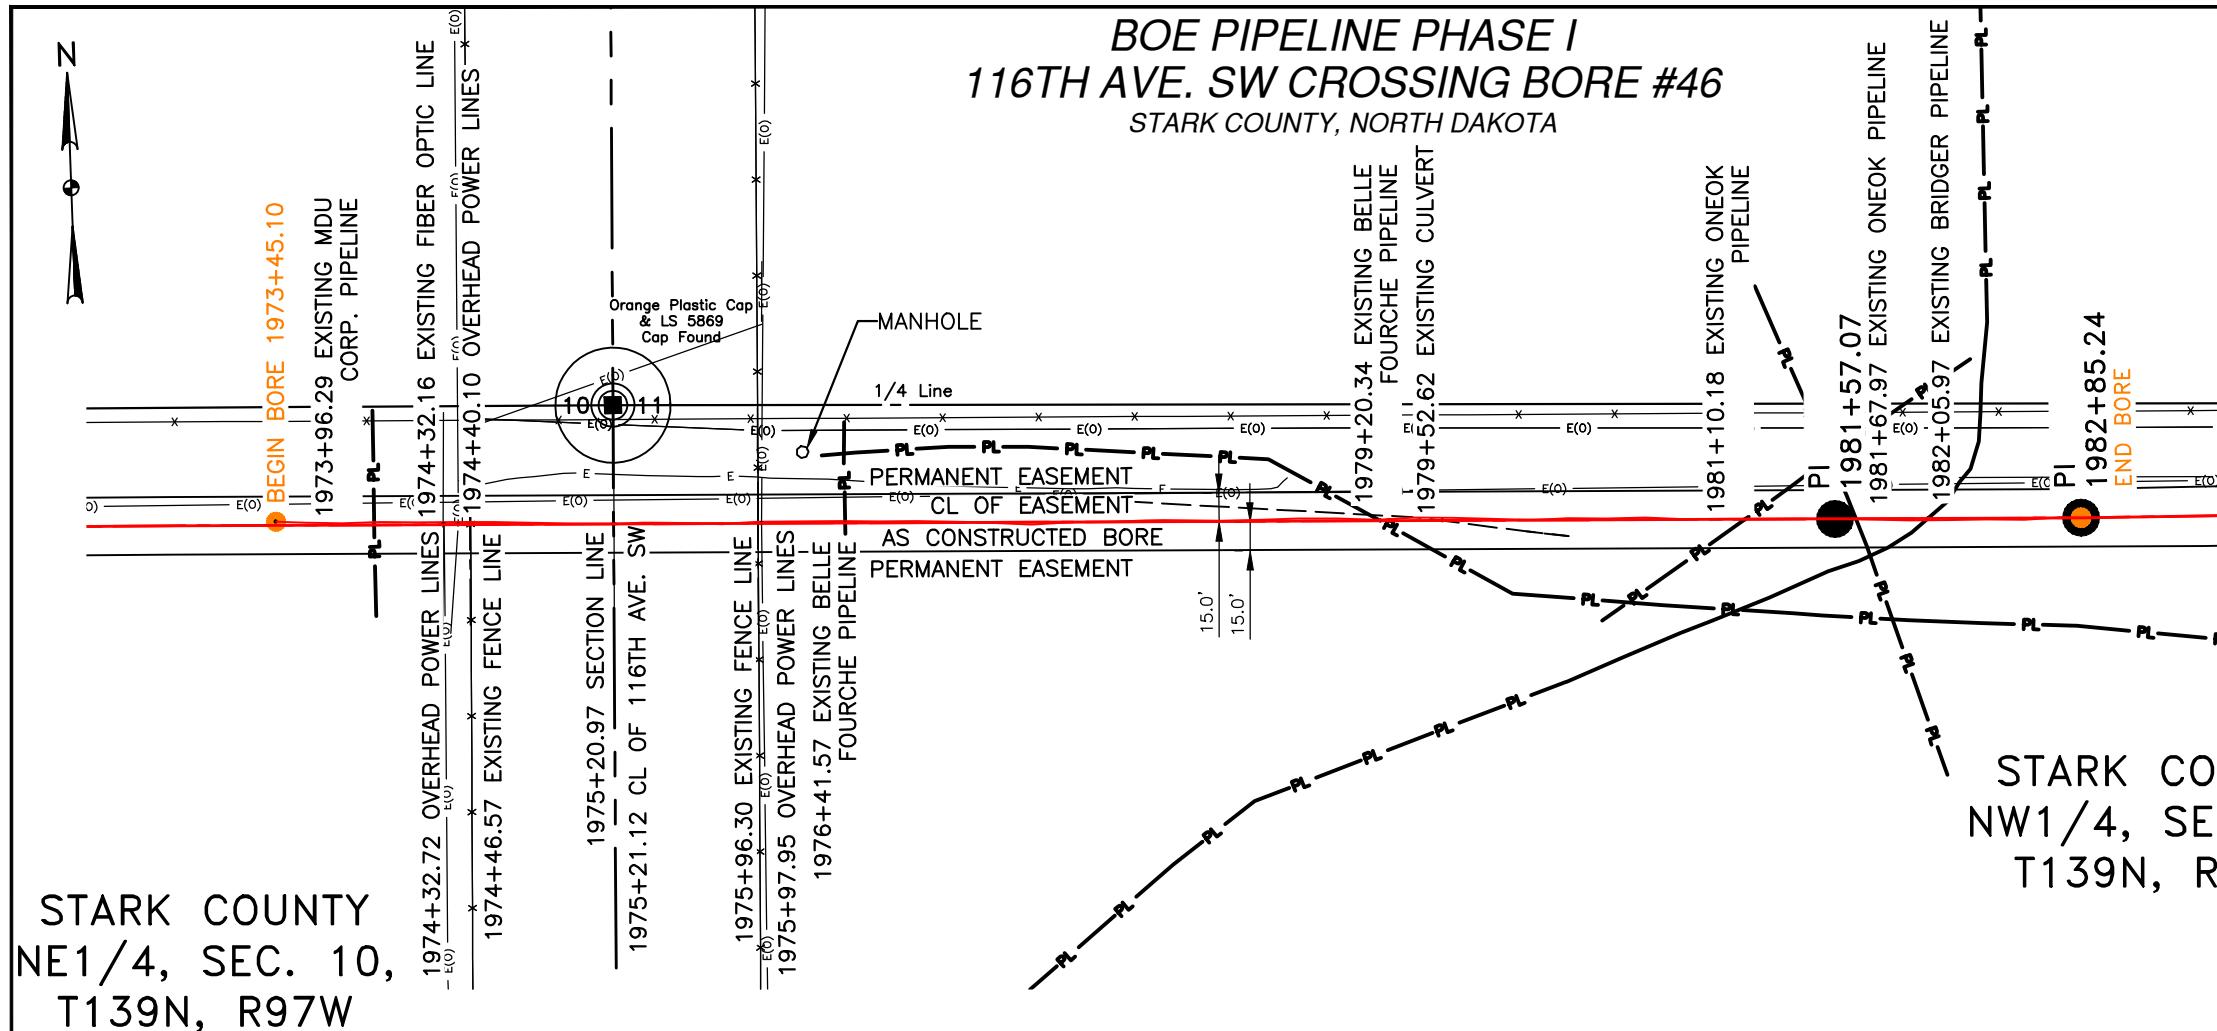 BOE PIPELINE PHASE I
116TH AVE. SW CROSSING BORE #46
STARK COUNTY, NORTH DAKOTA
N
BEGIN BORE 1973+45.10
1973+96.29 EXISTING MDU
CORP. PIPELINE
1974+32.16 EXISTING FIBER OPTIC LINE
1974+40.10 OVERHEAD POWER LINES
Orange Plastic Cap
& LS 5869
Cap Found
10 11
MANHOLE
1/4 Line
1979+20.34 EXISTING BELLE
FOURCHE PIPELINE
1979+52.62 EXISTING CULVERT
1981+10.18 EXISTING ONEOK
PIPELINE
PI
1981+57.07
1981+67.97 EXISTING ONEOK PIPELINE
1982+05.97 EXISTING BRIDGER PIPELINE
PI
1982+85.24
END BORE
PERMANENT EASEMENT
CL OF EASEMENT
AS CONSTRUCTED BORE
PERMANENT EASEMENT
15.0'
15.0'
1974+32.72 OVERHEAD POWER LINES
1974+46.57 EXISTING FENCE LINE
1975+20.97 SECTION LINE
1975+21.12 CL OF 116TH AVE. SW
1975+96.30 EXISTING FENCE LINE
1975+97.95 OVERHEAD POWER LINES
1976+41.57 EXISTING BELLE
FOURCHE PIPELINE
STARK COUNTY
NE1/4, SEC. 10,
T139N, R97W
STARK CO
NW1/4, SE
T139N, R